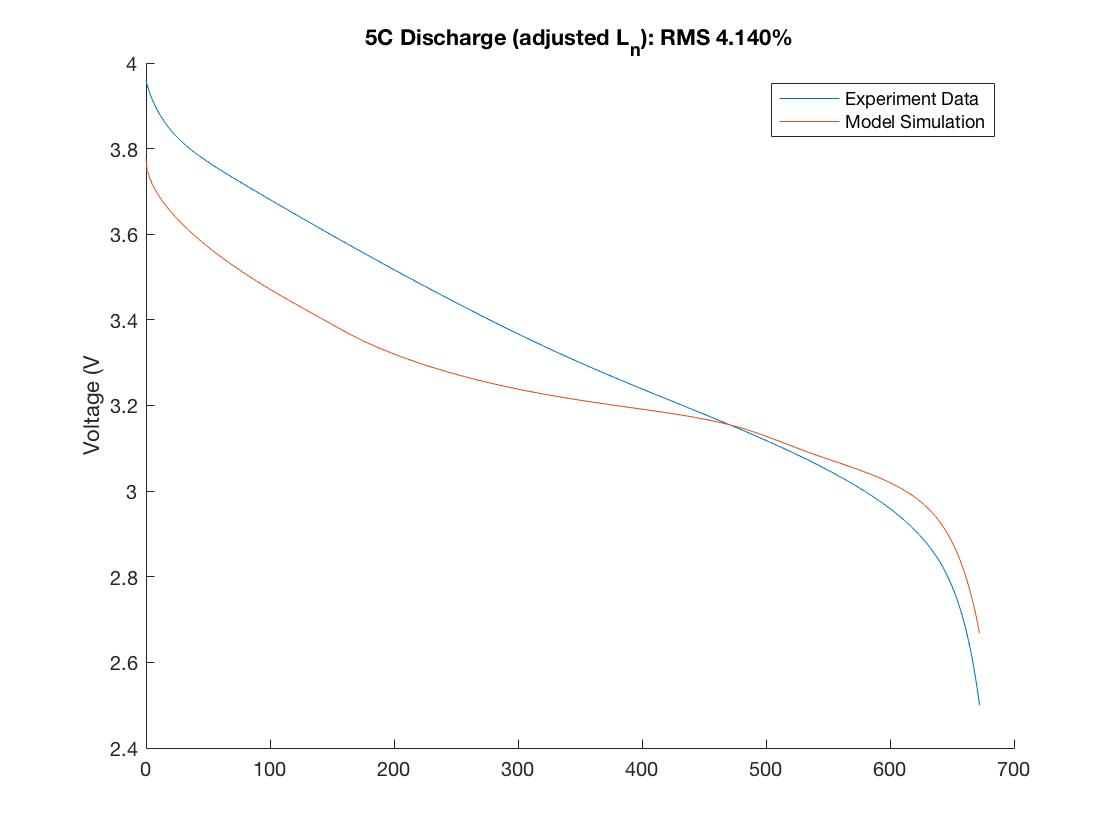 5C Discharge (adjusted Ln): RMS 4.140%
Experiment Data
Model Simulation
Voltage (V
4
3.8
3.6
3.4
3.2
3
2.8
2.6
2.4
0 100 200 300 400 500 600 700